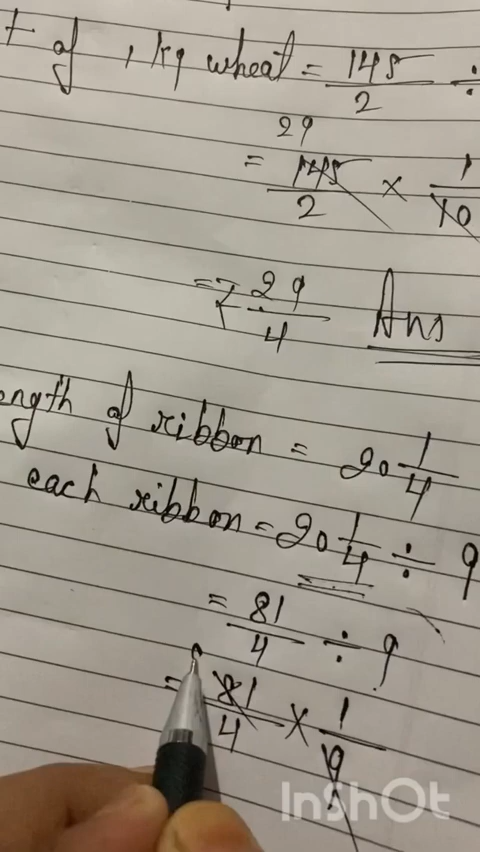 t of 1 kg wheat = 145/2 ÷
29
= 145/2 × 1/10
= ₹ 29/4 Ans
ength of ribbon = 20 1/4
each ribbon = 20 1/4 ÷ 9
= 81/4 ÷ 9
= 81/4 × 1/9
InShOt